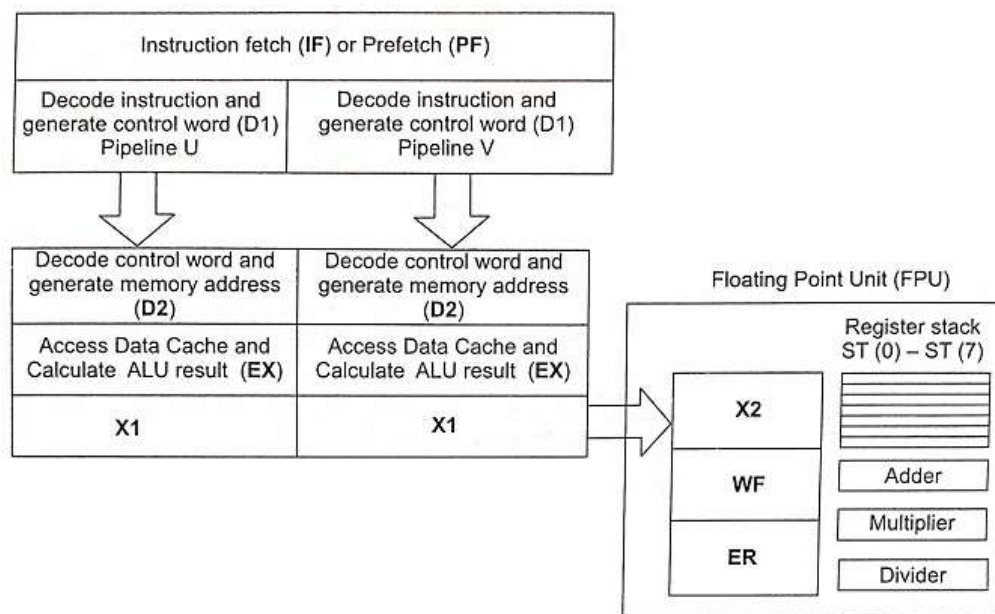 Instruction fetch (IF) or Prefetch (PF)
Decode instruction and
generate control word (D1)
Pipeline U
Decode instruction and
generate control word (D1)
Pipeline V
Decode control word and
generate memory address
(D2)
Decode control word and
generate memory address
(D2)
Access Data Cache and
Calculate ALU result (EX)
Access Data Cache and
Calculate ALU result (EX)
X1
X1
Floating Point Unit (FPU)
Register stack
ST (0) – ST (7)
X2
WF
ER
Adder
Multiplier
Divider